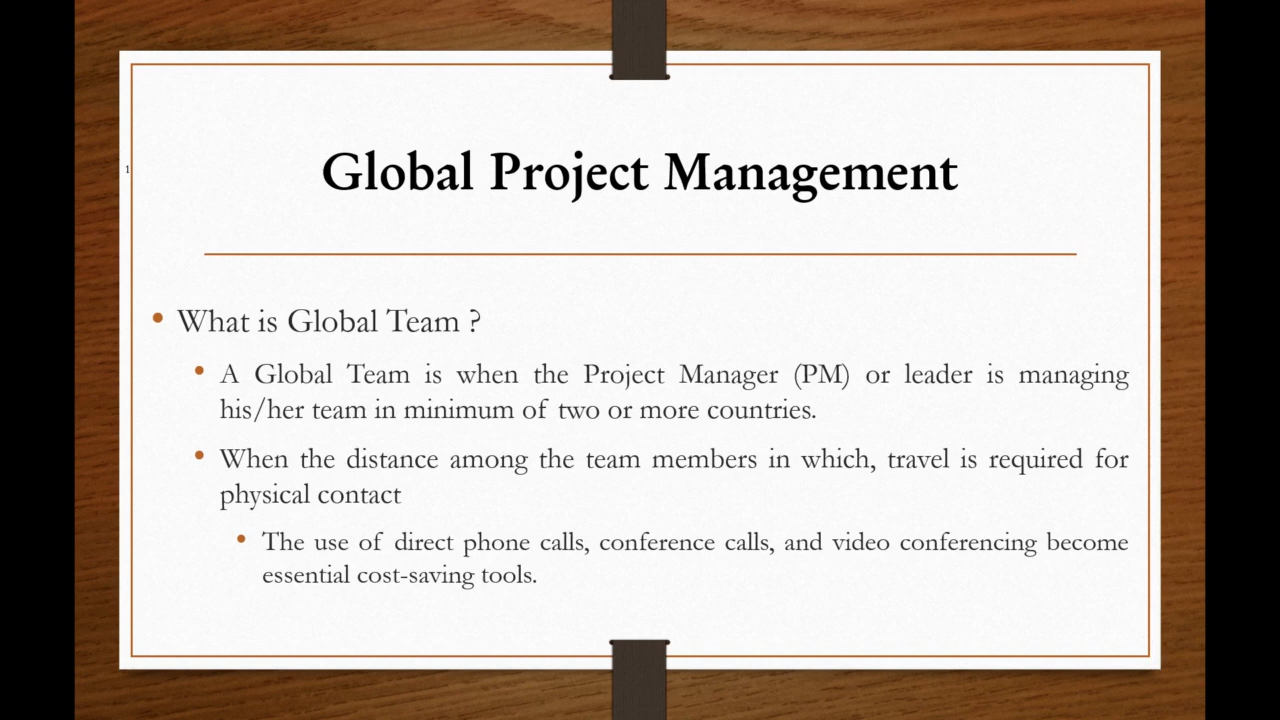 1
Global Project Management
• What is Global Team ?
• A Global Team is when the Project Manager (PM) or leader is managing
his/her team in minimum of two or more countries.
• When the distance among the team members in which, travel is required for
physical contact
• The use of direct phone calls, conference calls, and video conferencing become
essential cost-saving tools.